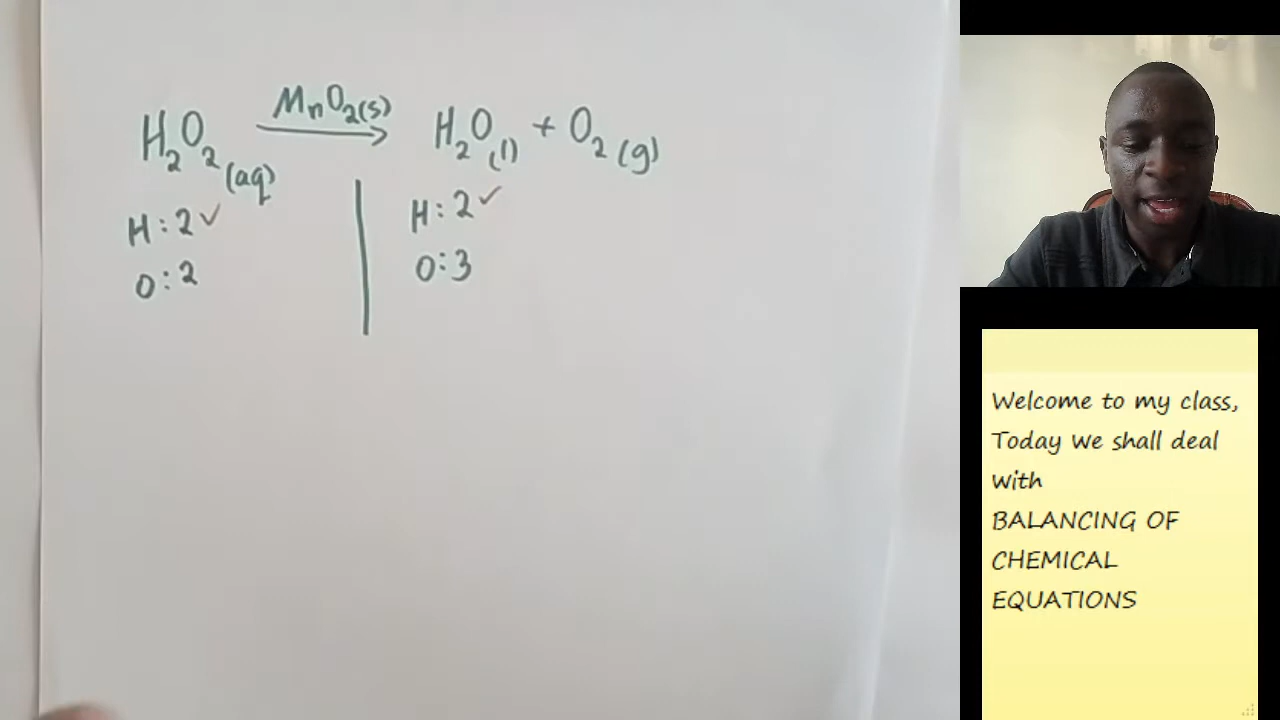 H₂O₂(aq) —MnO₂(s)→ H₂O(l) + O₂(g)
H : 2 ✓ H : 2 ✓
O : 2 O : 3
Welcome to my class,
Today we shall deal
with
BALANCING OF
CHEMICAL
EQUATIONS